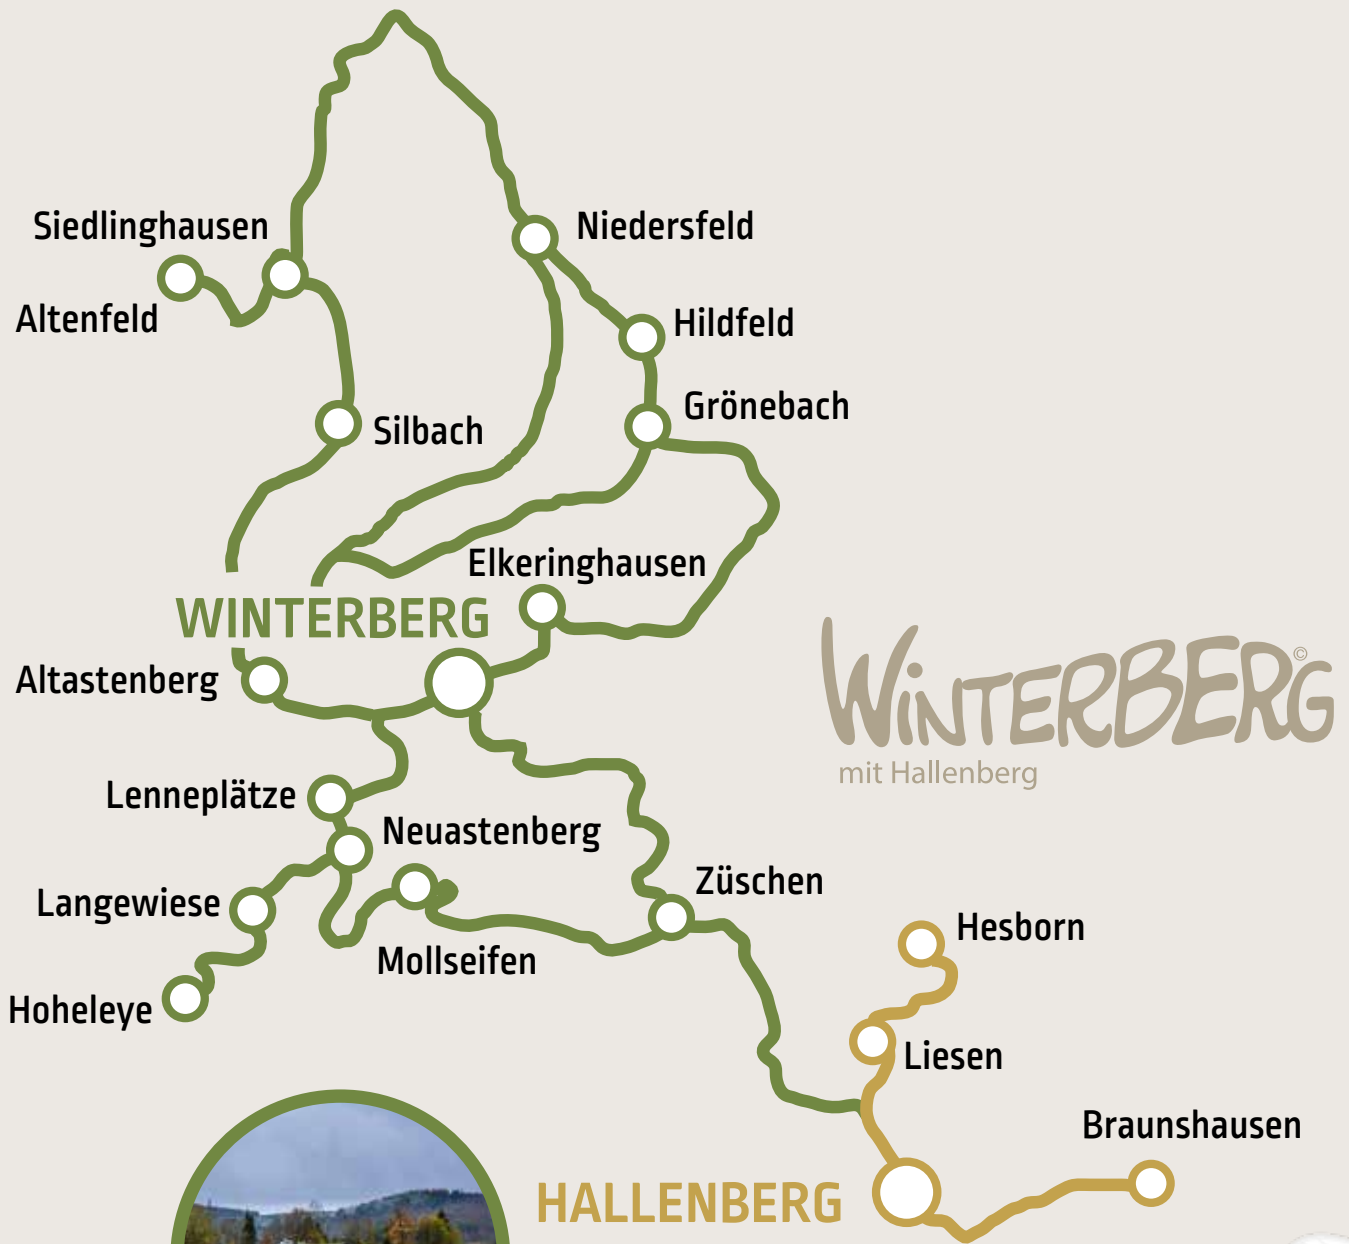 Siedlinghausen
Niedersfeld
Altenfeld
Hildfeld
Grönebach
Silbach
Elkeringhausen
WINTERBERG
Altastenberg
WINTERBERG©
mit Hallenberg
Lenneplätze
Neuastenberg
Züschen
Langewiese
Hesborn
Mollseifen
Hoheleye
Liesen
Braunshausen
HALLENBERG